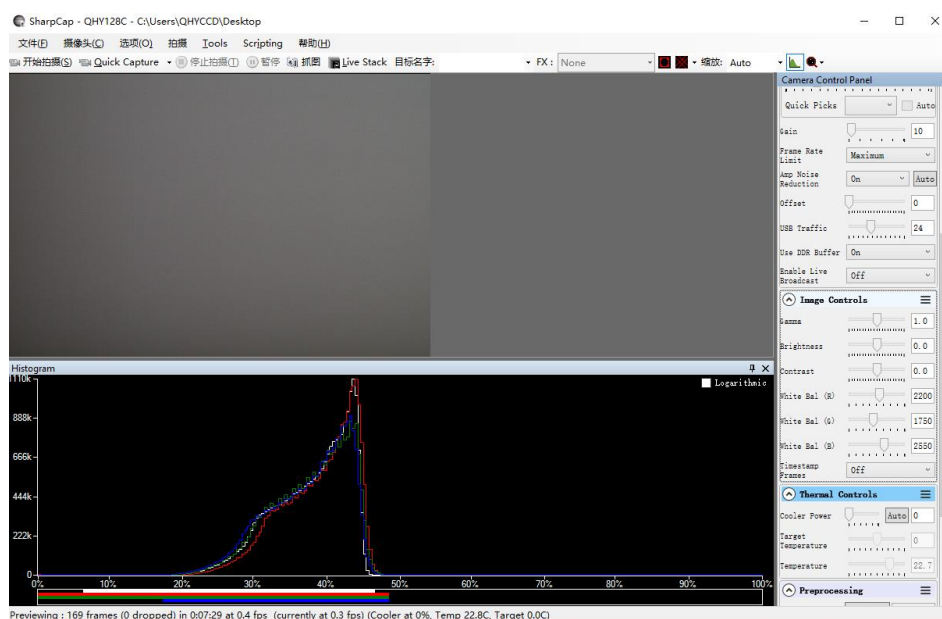 SharpCap - QHY128C - C:\Users\QHYCCD\Desktop
文件(F) 摄像头(C) 选项(O) 拍摄 Tools Scripting 帮助(H)
开始拍摄(S) Quick Capture 停止拍摄(T) 暂停 抓图 Live Stack 目标名字: FX : None 缩放: Auto
Camera Control Panel
Quick Picks Auto
Gain 10
Frame Rate Limit Maximum
Amp Noise Reduction On Auto
Offset 0
USB Traffic 24
Use DDR Buffer On
Enable Live Broadcast Off
Image Controls
Gamma 1.0
Brightness 0.0
Contrast 0.0
White Bal (R) 2200
White Bal (G) 1750
White Bal (B) 2550
Timestamp Frames Off
Thermal Controls
Cooler Power Auto 0
Target Temperature 0
Temperature 22.7
Preprocessing
Histogram
Logarithmic
1110k
888k
666k
444k
222k
0
0% 10% 20% 30% 40% 50% 60% 70% 80% 90% 100%
Previewing : 169 frames (0 dropped) in 0:07:29 at 0.4 fps (currently at 0.3 fps) (Cooler at 0%, Temp 22.8C, Target 0.0C)